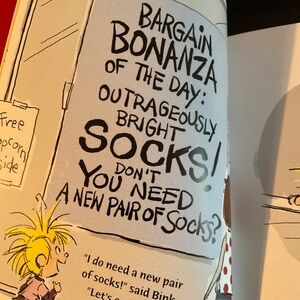 BARGAIN
BONANZA
OF THE DAY:
OUTRAGEOUSLY
BRIGHT
SOCKS!
DON'T
YOU NEED
A NEW PAIR OF SOCKS?
Free
side
"I do need a new pair
of socks!" said Bink
"Let's